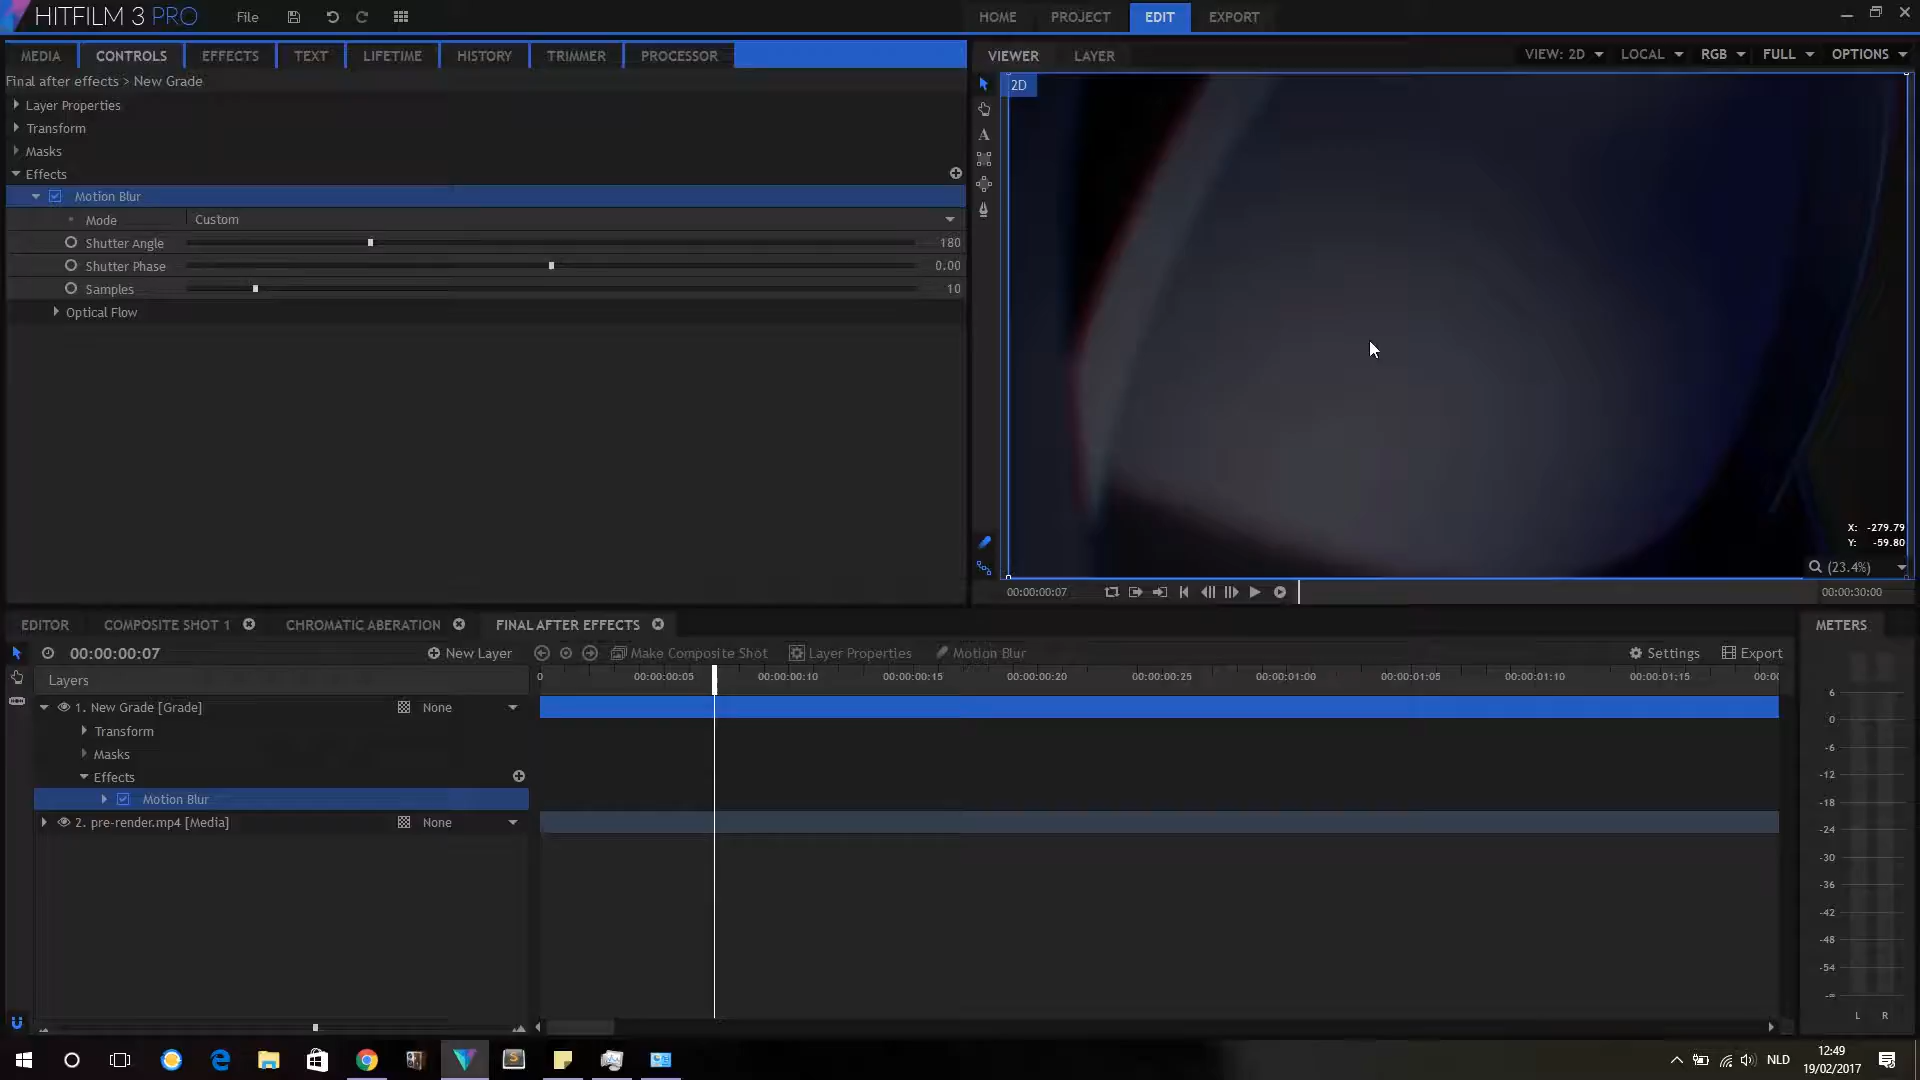 HITFILM 3 PRO
File
HOME PROJECT EDIT EXPORT
MEDIA CONTROLS EFFECTS TEXT LIFETIME HISTORY TRIMMER PROCESSOR
VIEWER LAYER
VIEW: 2D LOCAL RGB FULL OPTIONS
Final after effects > New Grade
Layer Properties
Transform
Masks
Effects
Motion Blur
Mode Custom
Shutter Angle 180
Shutter Phase 0.00
Samples 10
Optical Flow
2D
X: -279.79
Y: -59.80
(23.4%)
00:00:00:07 00:00:30:00
EDITOR COMPOSITE SHOT 1 CHROMATIC ABERATION FINAL AFTER EFFECTS
METERS
00:00:00:07 New Layer Make Composite Shot Layer Properties Motion Blur Settings Export
Layers
0 00:00:00:05 00:00:00:10 00:00:00:15 00:00:00:20 00:00:00:25 00:00:01:00 00:00:01:05 00:00:01:10 00:00:01:15 00:00
1. New Grade [Grade] None
Transform
Masks
Effects
Motion Blur
2. pre-render.mp4 [Media] None
6
0
-6
-12
-18
-24
-30
-36
-42
-48
-54
-∞
L R
NLD
12:49
19/02/2017